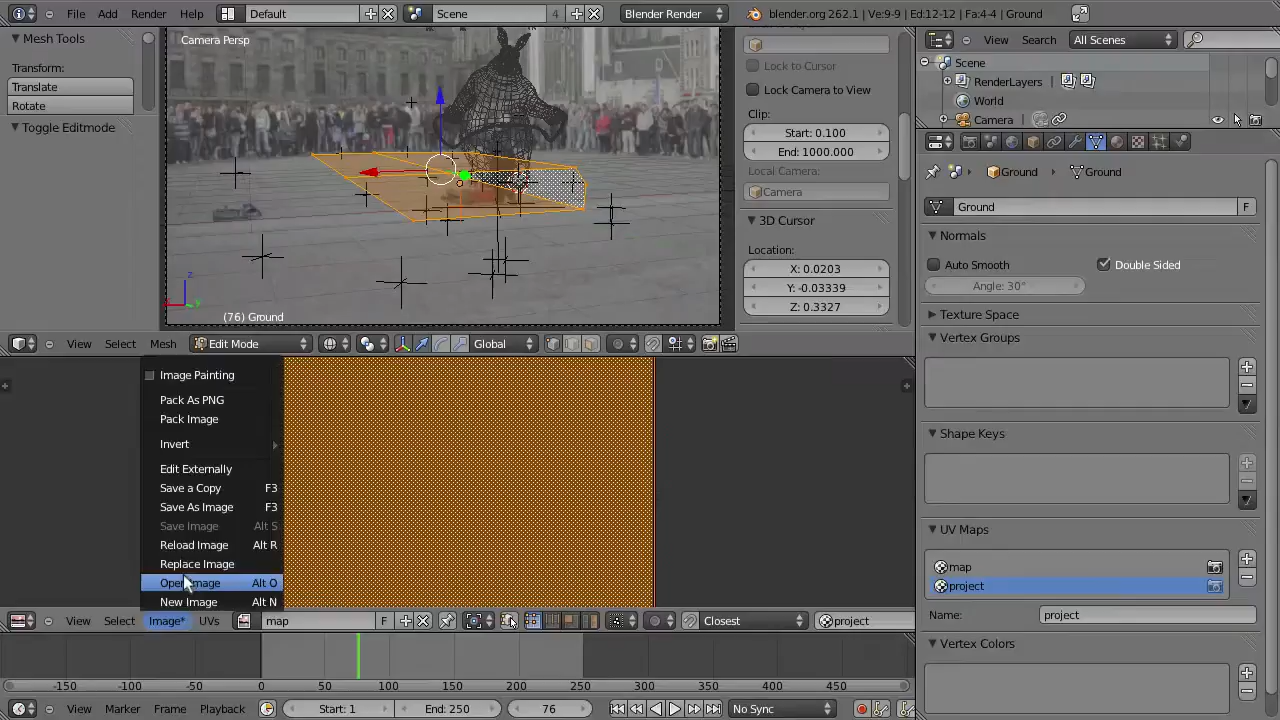 File Add Render Help Default Scene 4 Blender Render blender.org 262.1 | Ve:9-9 | Ed:12-12 | Fa:4-4 | Ground
Mesh Tools
Transform:
Translate
Rotate
Toggle Editmode
Camera Persp
(76) Ground
Lock to Cursor
Lock Camera to View
Clip:
Start: 0.100
End: 1000.000
Local Camera:
Camera
3D Cursor
Location:
X: 0.0203
Y: -0.03339
Z: 0.3327
View Search All Scenes
Scene
RenderLayers |
World
Camera |
Ground Ground
Ground F
Normals
Auto Smooth Double Sided
Angle: 30°
Texture Space
Vertex Groups
Shape Keys
UV Maps
map
project
Name: project
Vertex Colors
View Select Mesh Edit Mode Global
Image Painting
Pack As PNG
Pack Image
Invert
Edit Externally
Save a Copy F3
Save As Image F3
Save Image Alt S
Reload Image Alt R
Replace Image
Open Image Alt O
New Image Alt N
View Select Image* UVs map F Closest project
-150 -100 -50 0 50 100 150 200 250 300 350 400 450
View Marker Frame Playback Start: 1 End: 250 76 No Sync